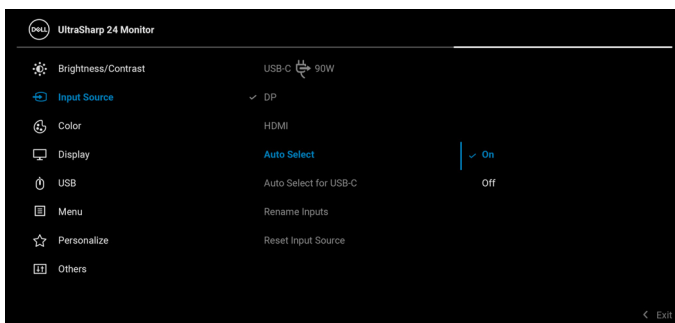 DELL UltraSharp 24 Monitor
Brightness/Contrast
USB-C 90W
Input Source
DP
Color
HDMI
Display
Auto Select
On
USB
Auto Select for USB-C
Off
Menu
Rename Inputs
Personalize
Reset Input Source
Others
Exit